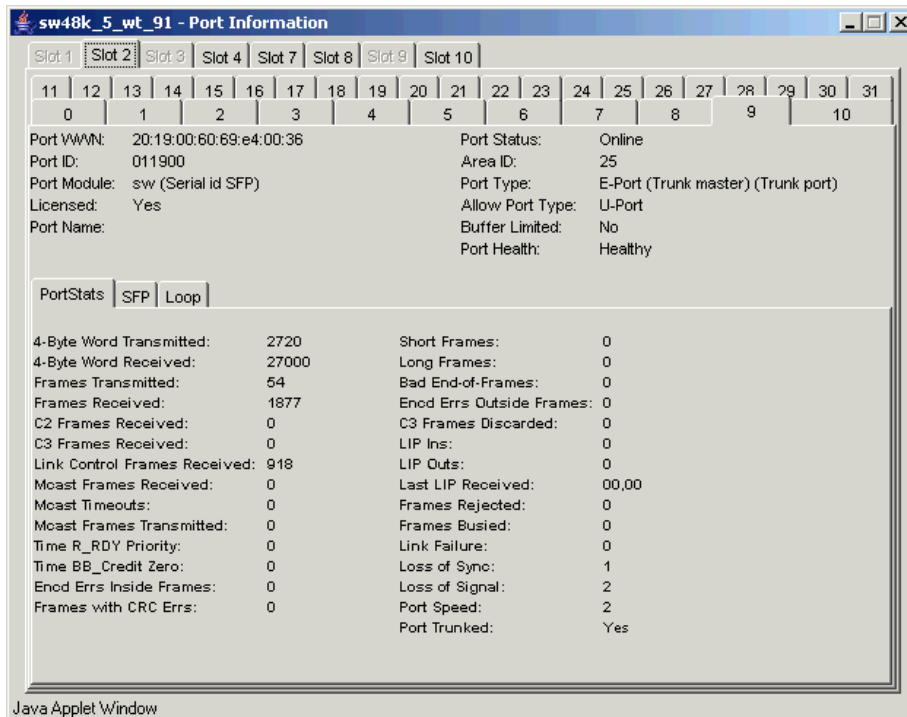 sw48k_5_wt_91 - Port Information
Slot 1 Slot 2 Slot 3 Slot 4 Slot 7 Slot 8 Slot 9 Slot 10
11 12 13 14 15 16 17 18 19 20 21 22 23 24 25 26 27 28 29 30 31
0 1 2 3 4 5 6 7 8 9 10
Port WWN: 20:19:00:60:69:e4:00:36 Port Status: Online
Port ID: 011900 Area ID: 25
Port Module: sw (Serial id SFP) Port Type: E-Port (Trunk master) (Trunk port)
Licensed: Yes Allow Port Type: U-Port
Port Name: Buffer Limited: No
Port Health: Healthy
PortStats SFP Loop
4-Byte Word Transmitted: 2720 Short Frames: 0
4-Byte Word Received: 27000 Long Frames: 0
Frames Transmitted: 54 Bad End-of-Frames: 0
Frames Received: 1877 Encd Errs Outside Frames: 0
C2 Frames Received: 0 C3 Frames Discarded: 0
C3 Frames Received: 0 LIP Ins: 0
Link Control Frames Received: 918 LIP Outs: 0
Mcast Frames Received: 0 Last LIP Received: 00,00
Mcast Timeouts: 0 Frames Rejected: 0
Mcast Frames Transmitted: 0 Frames Busied: 0
Time R_RDY Priority: 0 Link Failure: 0
Time BB_Credit Zero: 0 Loss of Sync: 1
Encd Errs Inside Frames: 0 Loss of Signal: 2
Frames with CRC Errs: 0 Port Speed: 2
Port Trunked: Yes
Java Applet Window